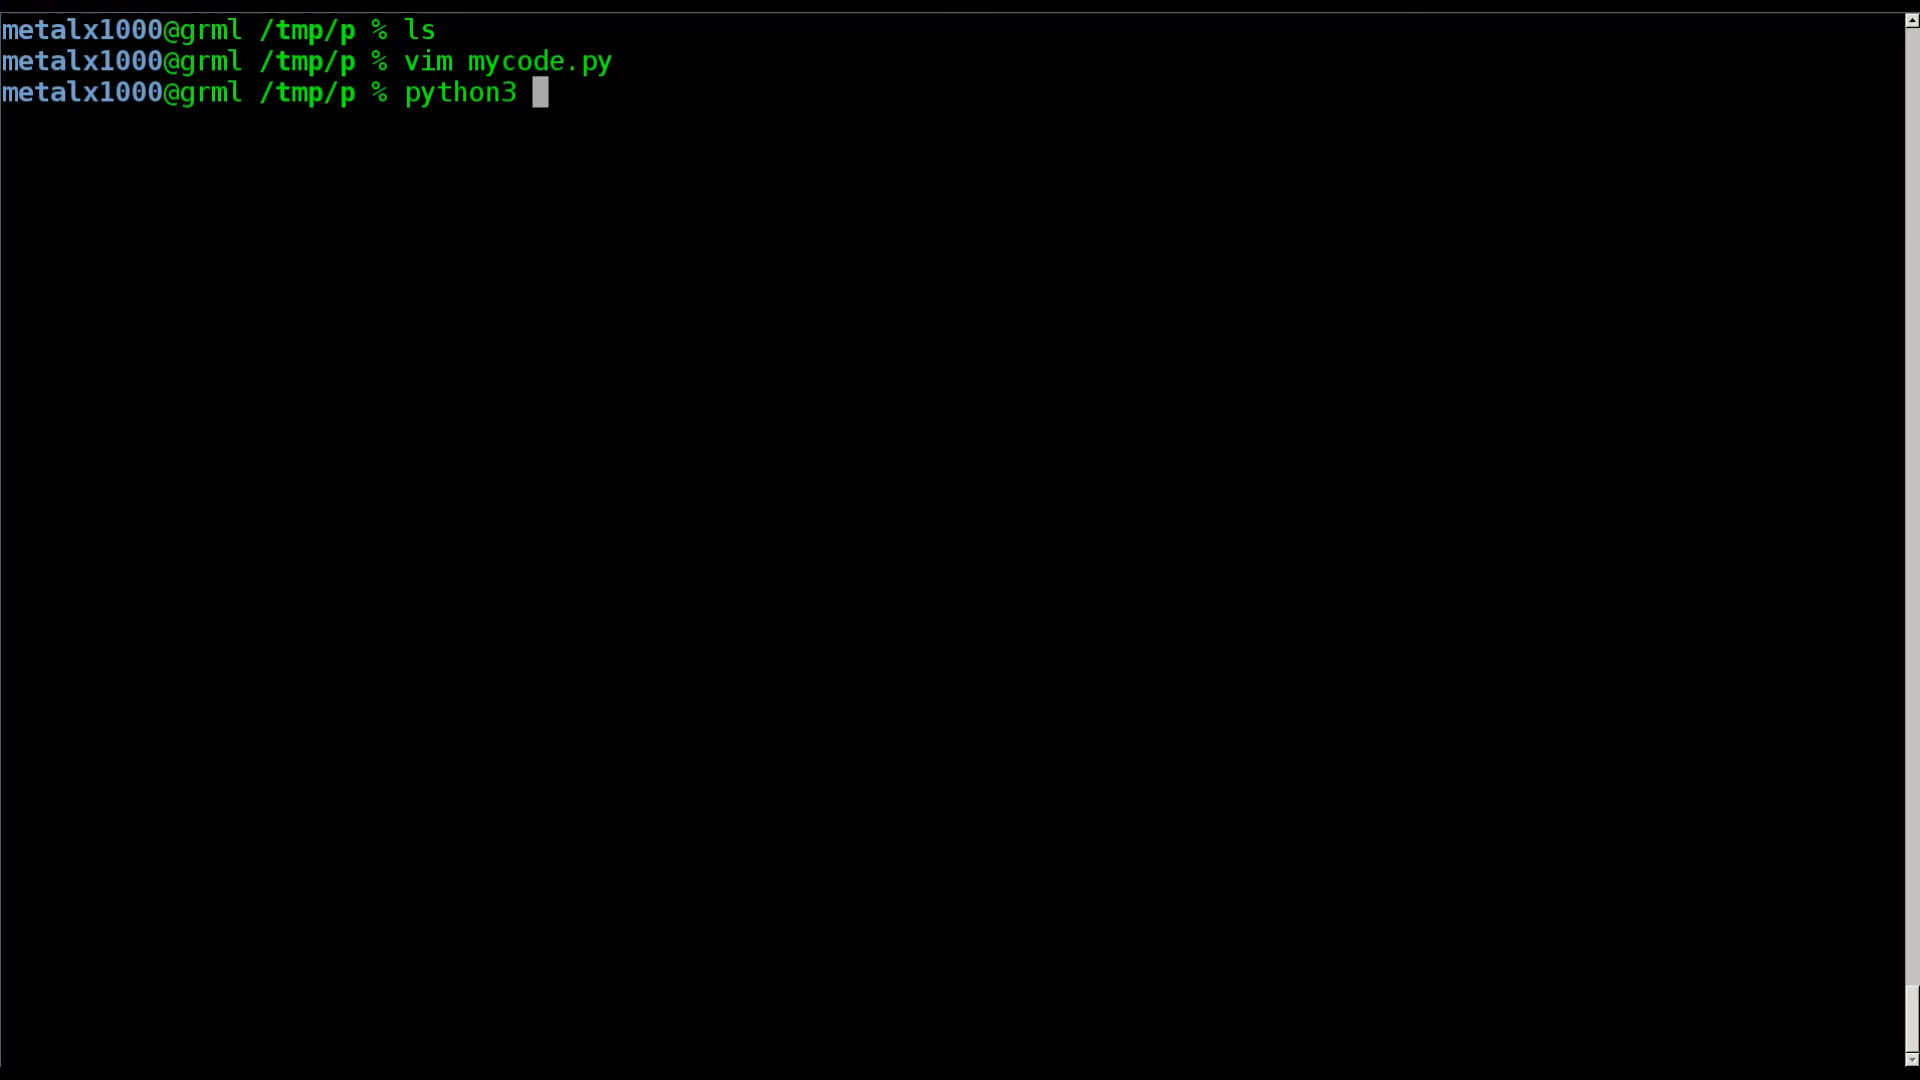 metalx1000@grml /tmp/p % ls
metalx1000@grml /tmp/p % vim mycode.py
metalx1000@grml /tmp/p % python3